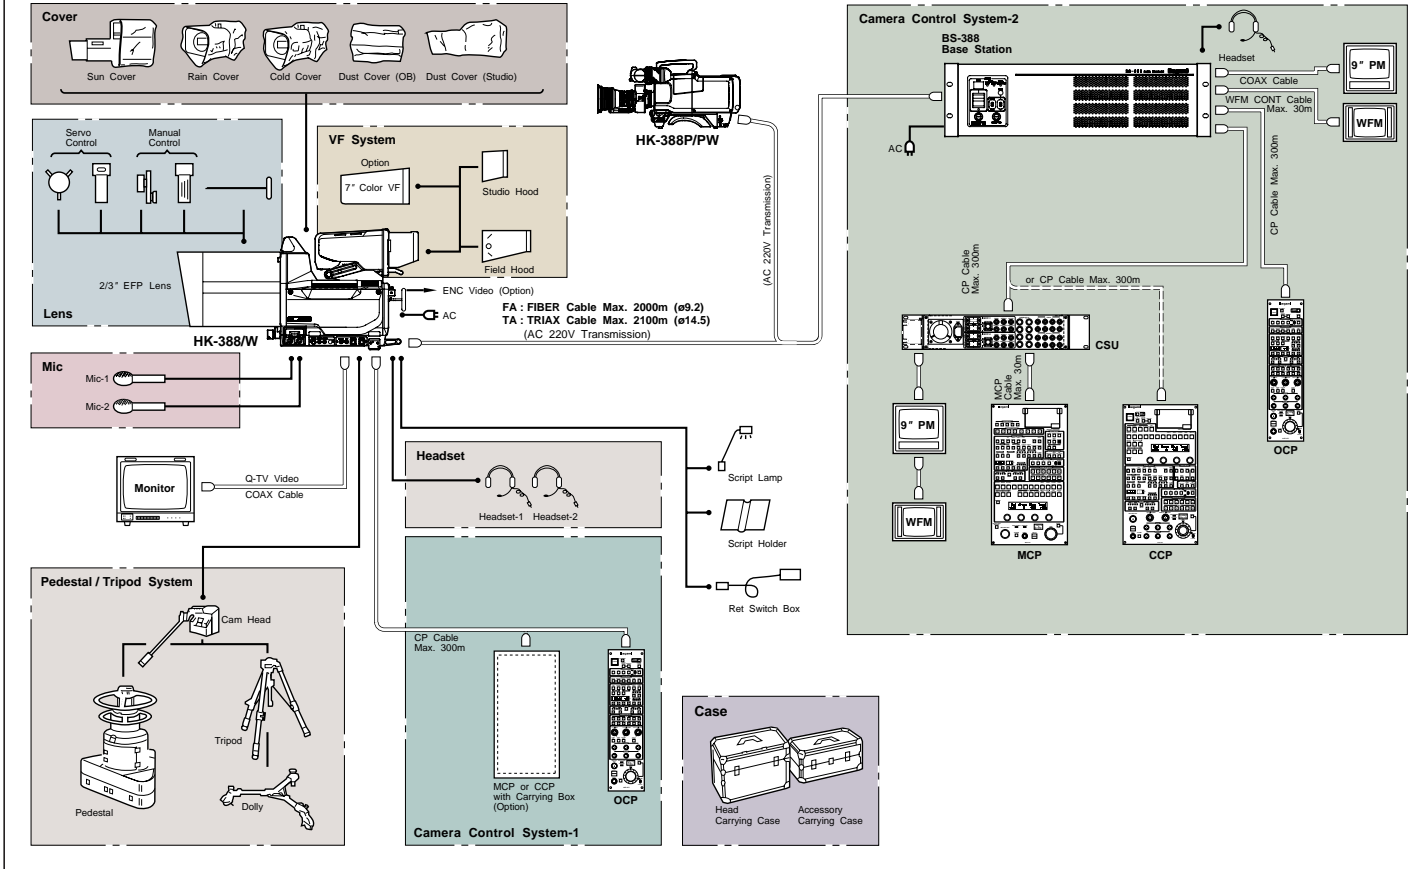 Cover
Sun Cover
Rain Cover
Cold Cover
Dust Cover (OB)
Dust Cover (Studio)
Servo
Control
Manual
Control
2/3" EFP Lens
Lens
VF System
Option
7" Color VF
Studio Hood
Field Hood
HK-388P/PW
ENC Video (Option)
AC
FA : FIBER Cable Max. 2000m (ø9.2)
TA : TRIAX Cable Max. 2100m (ø14.5)
(AC 220V Transmission)
(AC 220V Transmission)
HK-388/W
Mic
Mic-1
Mic-2
Monitor
Q-TV Video
COAX Cable
Headset
Headset-1
Headset-2
Script Lamp
Script Holder
Ret Switch Box
Pedestal / Tripod System
Cam Head
Pedestal
Tripod
Dolly
CP Cable
Max. 300m
MCP or CCP
with Carrying Box
(Option)
OCP
Camera Control System-1
Case
Head
Carrying Case
Accessory
Carrying Case
Camera Control System-2
BS-388
Base Station
Headset
9" PM
COAX Cable
WFM CONT Cable
Max. 30m
WFM
AC
CP Cable Max. 300m
CP Cable
Max. 300m
or CP Cable Max. 300m
CSU
MCP
Cable
Max. 30m
9" PM
WFM
MCP
CCP
OCP